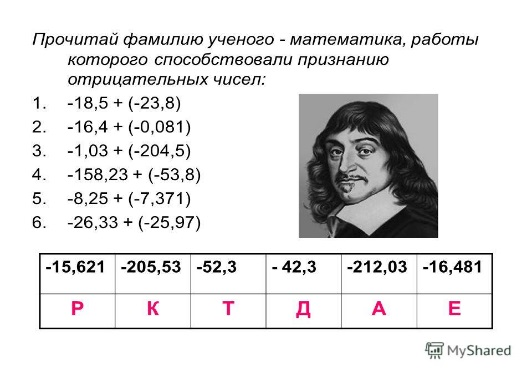 Прочитай фамилию ученого - математика, работы
которого способствовали признанию
отрицательных чисел:
1. -18,5 + (-23,8)
2. -16,4 + (-0,081)
3. -1,03 + (-204,5)
4. -158,23 + (-53,8)
5. -8,25 + (-7,371)
6. -26,33 + (-25,97)
-15,621 -205,53 -52,3 - 42,3 -212,03 -16,481
Р К Т Д А Е
MyShared